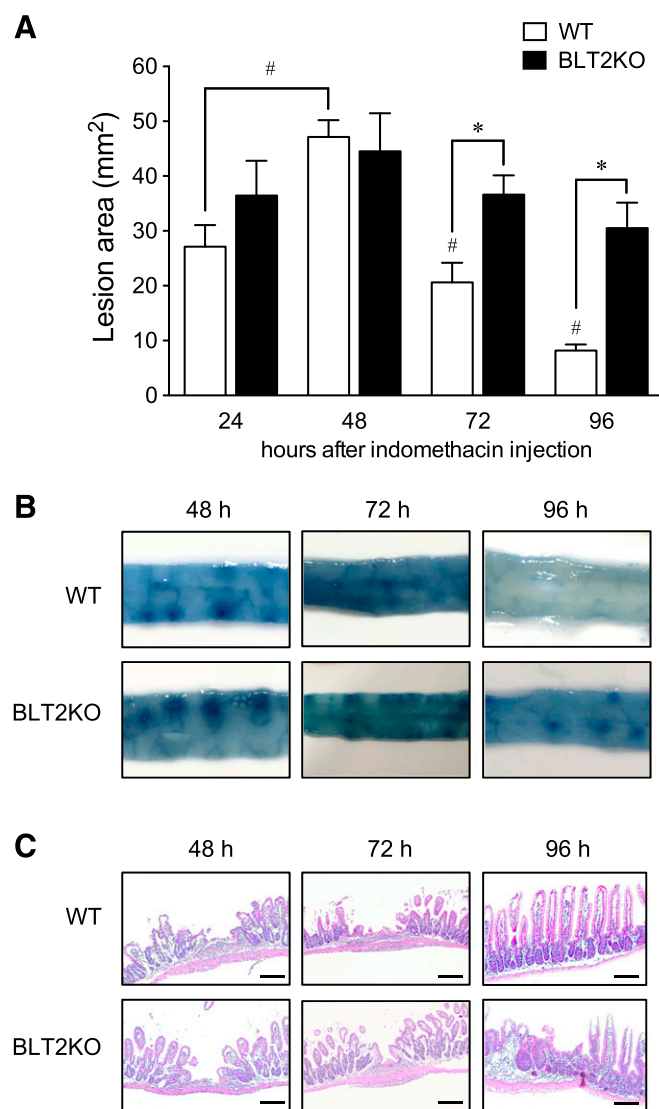 A
WT
BLT2KO
Lesion area (mm²)
60
50
40
30
20
10
0
#
*
*
#
#
24 48 72 96
hours after indomethacin injection
B
48 h 72 h 96 h
WT
BLT2KO
C
48 h 72 h 96 h
WT
BLT2KO